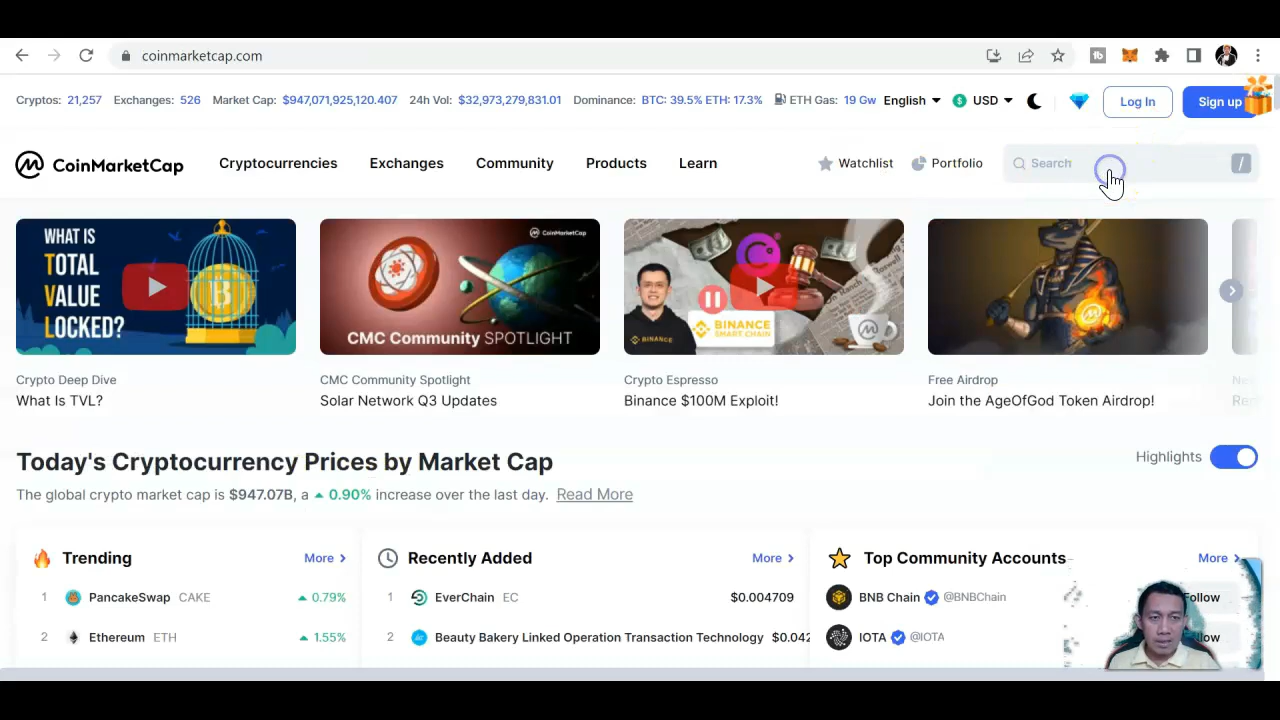 coinmarketcap.com
Cryptos: 21,257 Exchanges: 526 Market Cap: $947,071,925,120.407 24h Vol: $32,973,279,831.01 Dominance: BTC: 39.5% ETH: 17.3% ETH Gas: 19 Gw English USD Log In Sign up
CoinMarketCap Cryptocurrencies Exchanges Community Products Learn Watchlist Portfolio Search /
WHAT IS
TOTAL
VALUE
LOCKED?
CoinMarketCap
CMC Community SPOTLIGHT
BINANCE
BINANCE
SMART CHAIN
Crypto Deep Dive
What Is TVL?
CMC Community Spotlight
Solar Network Q3 Updates
Crypto Espresso
Binance $100M Exploit!
Free Airdrop
Join the AgeOfGod Token Airdrop!
Today's Cryptocurrency Prices by Market Cap
Highlights
The global crypto market cap is $947.07B, a 0.90% increase over the last day. Read More
Trending More
1 PancakeSwap CAKE 0.79%
2 Ethereum ETH 1.55%
Recently Added More
1 EverChain EC $0.004709
2 Beauty Bakery Linked Operation Transaction Technology $0.042
Top Community Accounts More
BNB Chain @BNBChain Follow
IOTA @IOTA